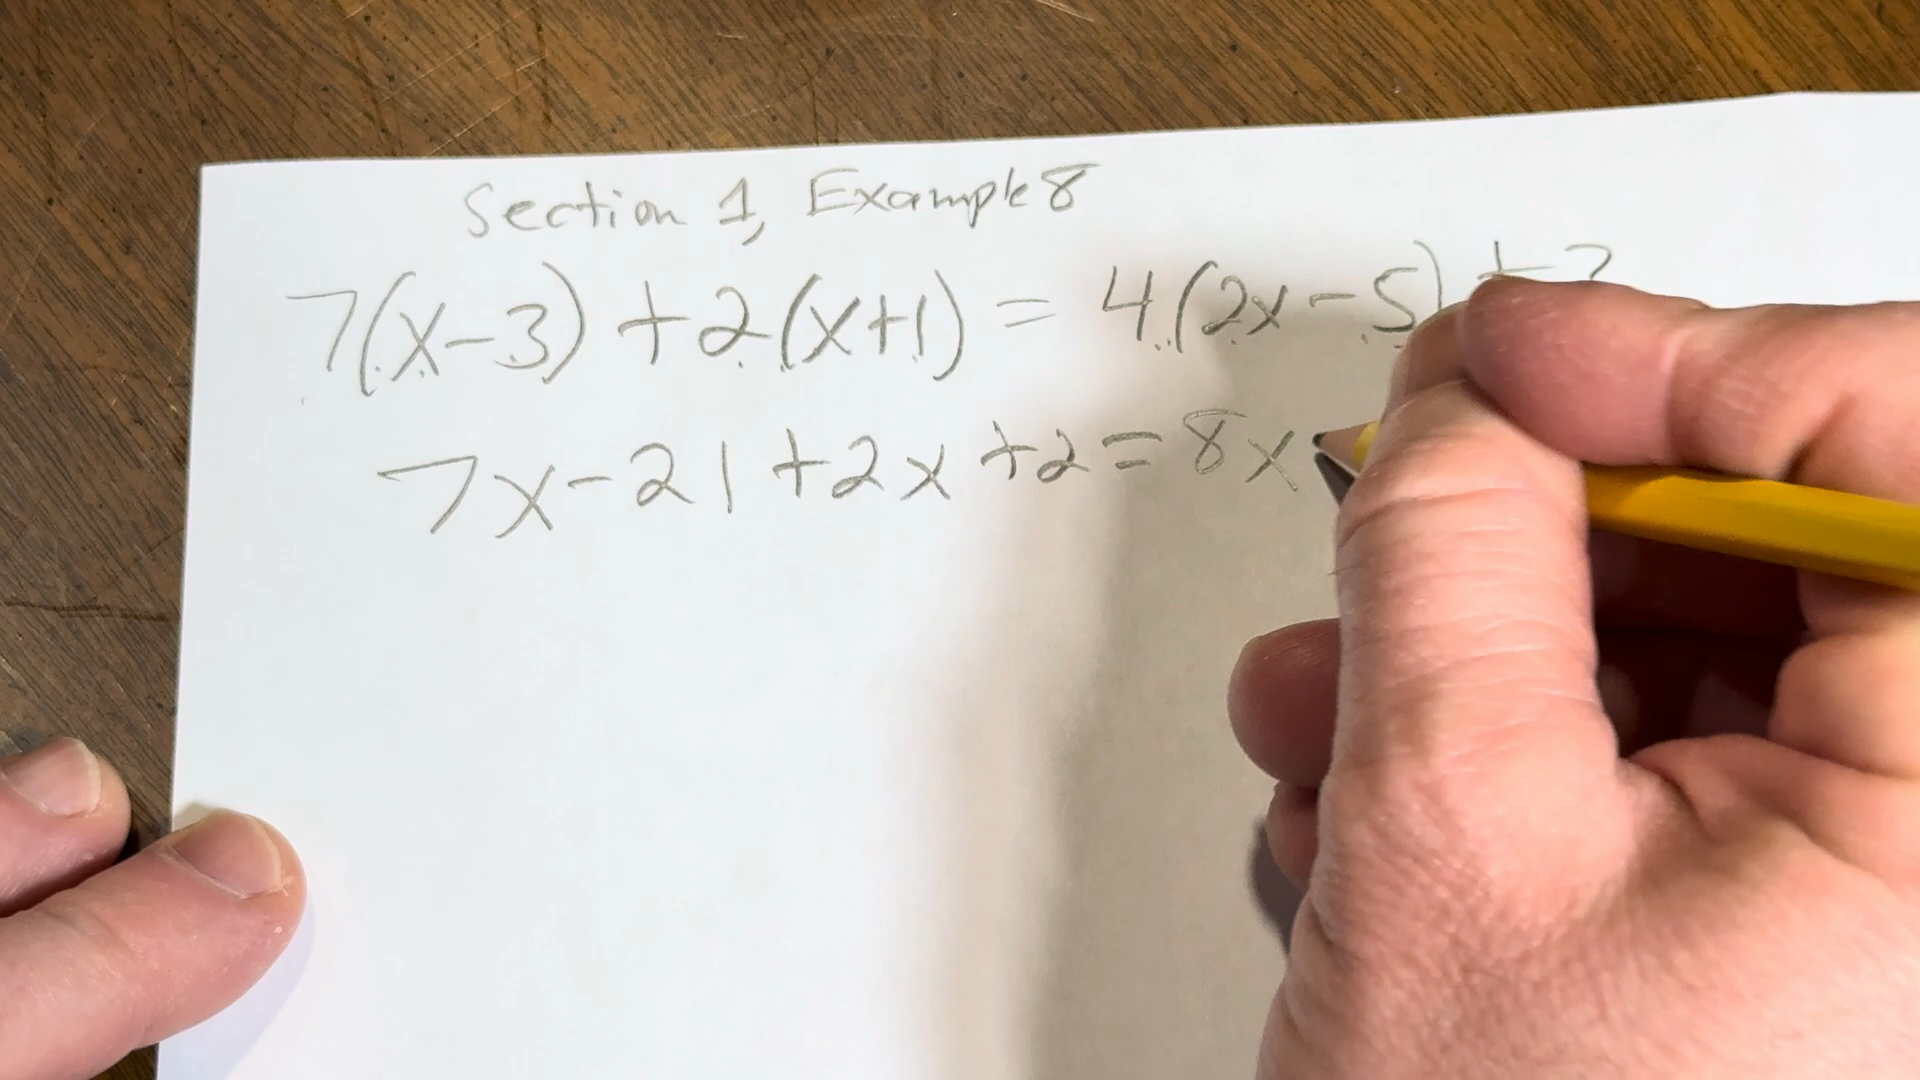 Section 1, Example 8
7(x-3) +2(x+1) = 4(2x-5) +
7x-21+2x+2=8x